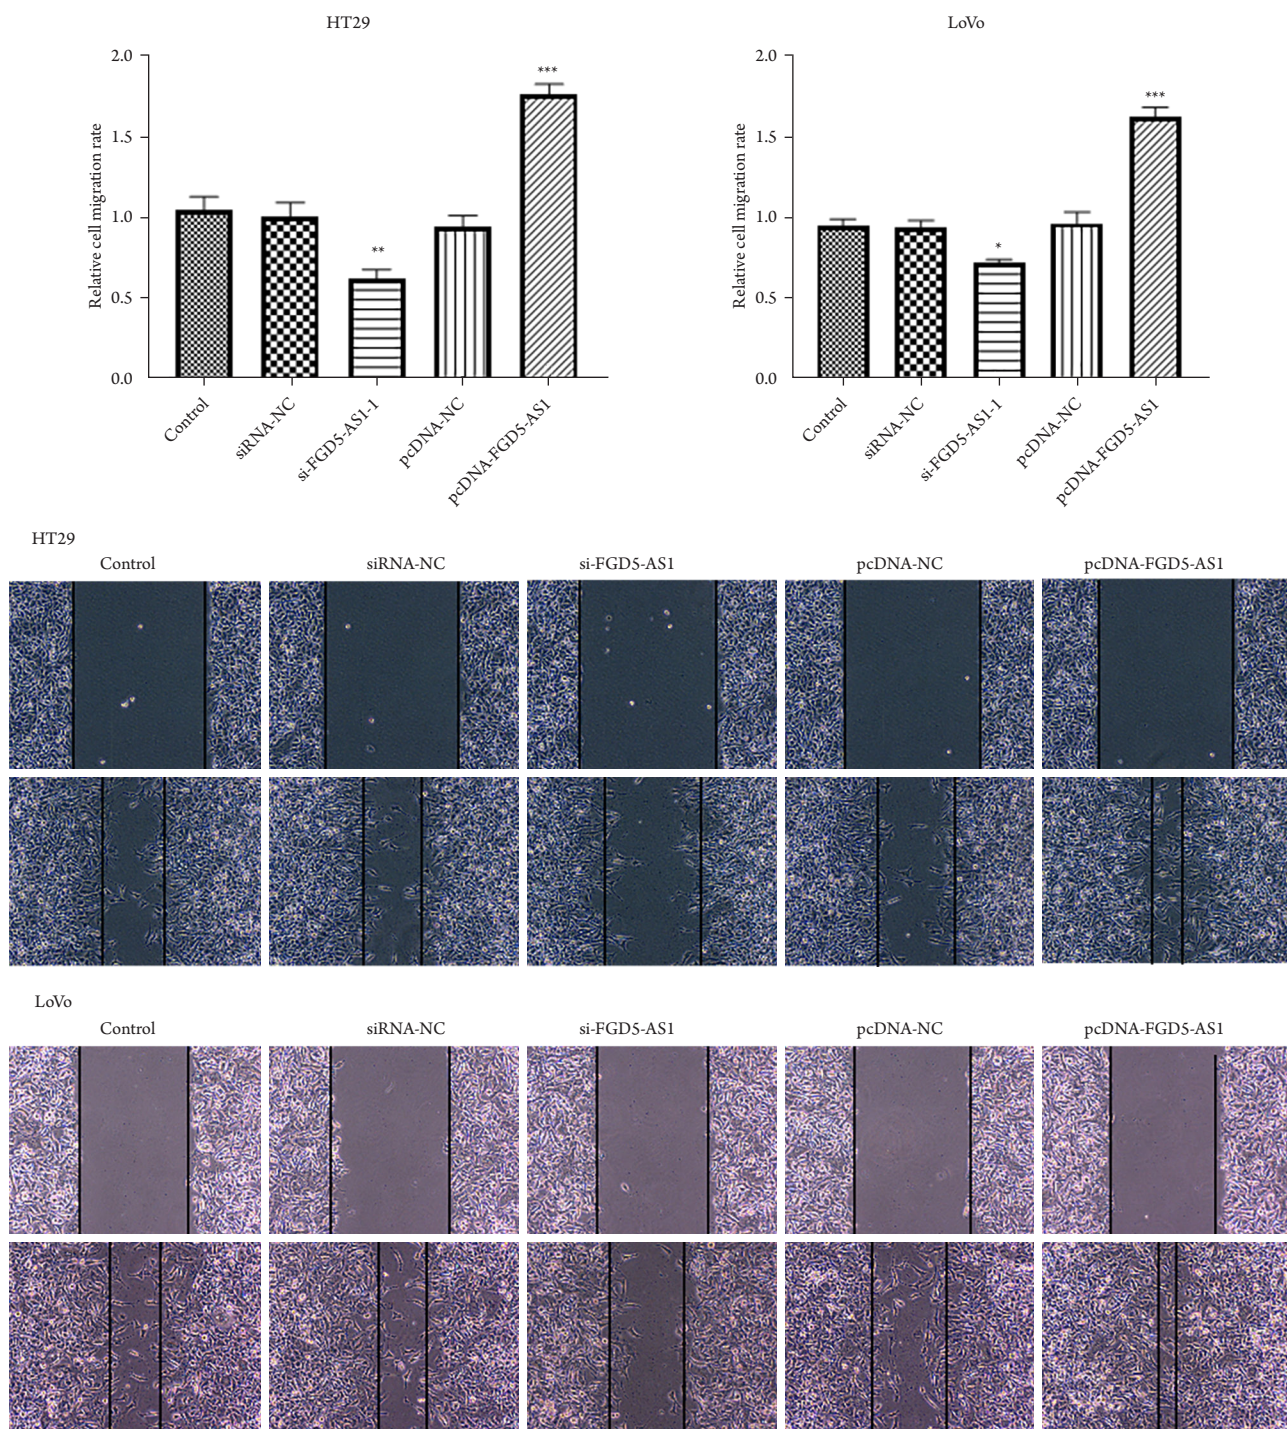 HT29
2.0
1.5
1.0
0.5
0.0
Relative cell migration rate
**
***
Control
siRNA-NC
si-FGD5-AS1-1
pcDNA-NC
pcDNA-FGD5-AS1
LoVo
2.0
1.5
1.0
0.5
0.0
Relative cell migration rate
*
***
Control
siRNA-NC
si-FGD5-AS1-1
pcDNA-NC
pcDNA-FGD5-AS1
HT29
Control
siRNA-NC
si-FGD5-AS1
pcDNA-NC
pcDNA-FGD5-AS1
LoVo
Control
siRNA-NC
si-FGD5-AS1
pcDNA-NC
pcDNA-FGD5-AS1